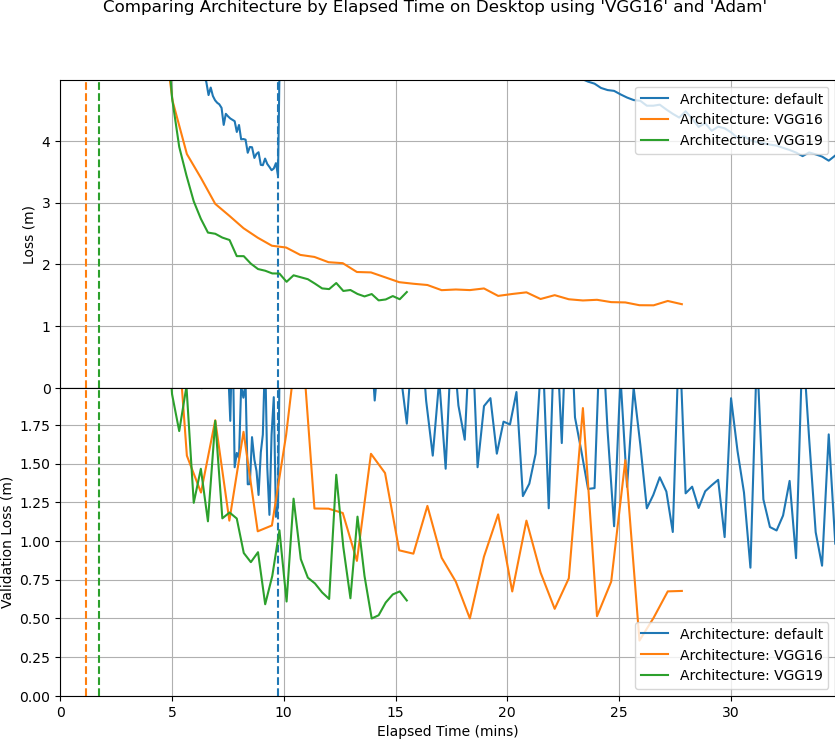 Comparing Architecture by Elapsed Time on Desktop using 'VGG16' and 'Adam'
Architecture: default
Architecture: VGG16
Architecture: VGG19
4
3
2
1
0
Loss (m)
1.75
1.50
1.25
1.00
0.75
0.50
0.25
0.00
Validation Loss (m)
Architecture: default
Architecture: VGG16
Architecture: VGG19
0 5 10 15 20 25 30
Elapsed Time (mins)